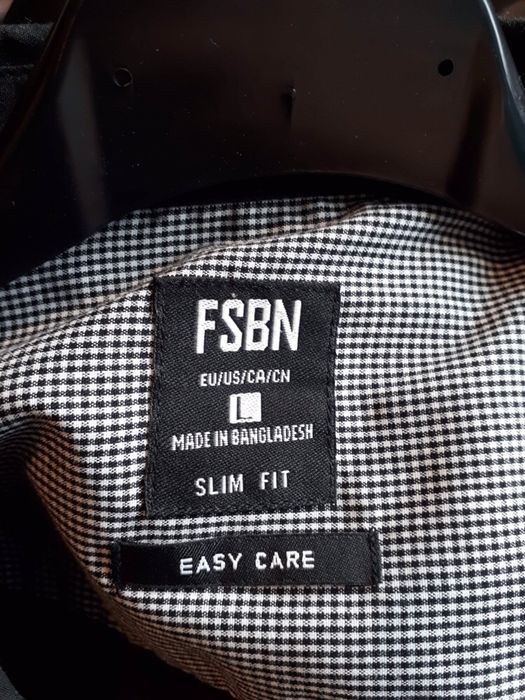 FSBN
EU/US/CA/CN
L
MADE IN BANGLADESH
SLIM FIT
EASY CARE